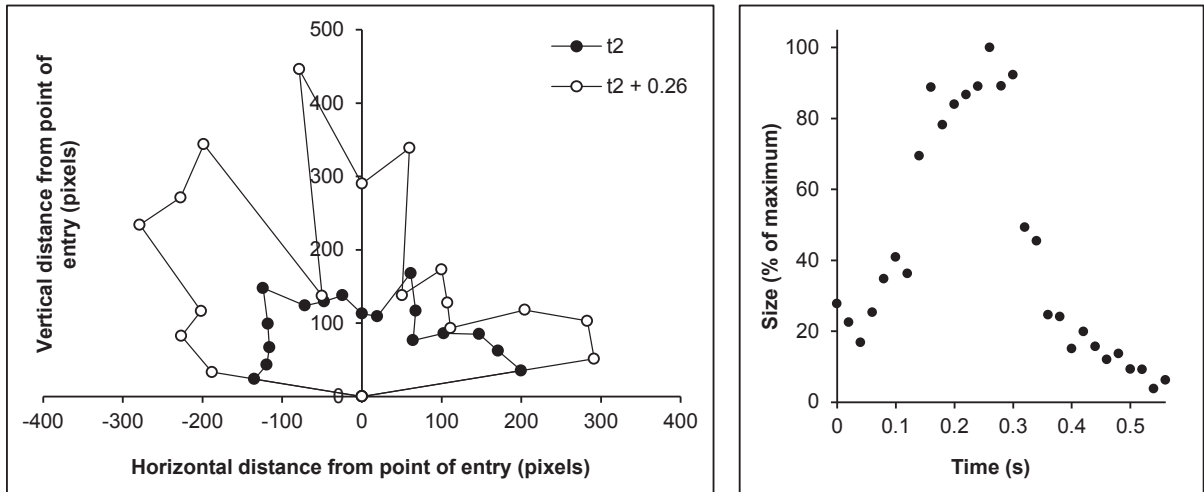 500
400
300
200
100
0
-400 -300 -200 -100 0 100 200 300 400
Vertical distance from point of
entry (pixels)
Horizontal distance from point of entry (pixels)
t2
t2 + 0.26
100
80
60
40
20
0
0 0.1 0.2 0.3 0.4 0.5
Size (% of maximum)
Time (s)